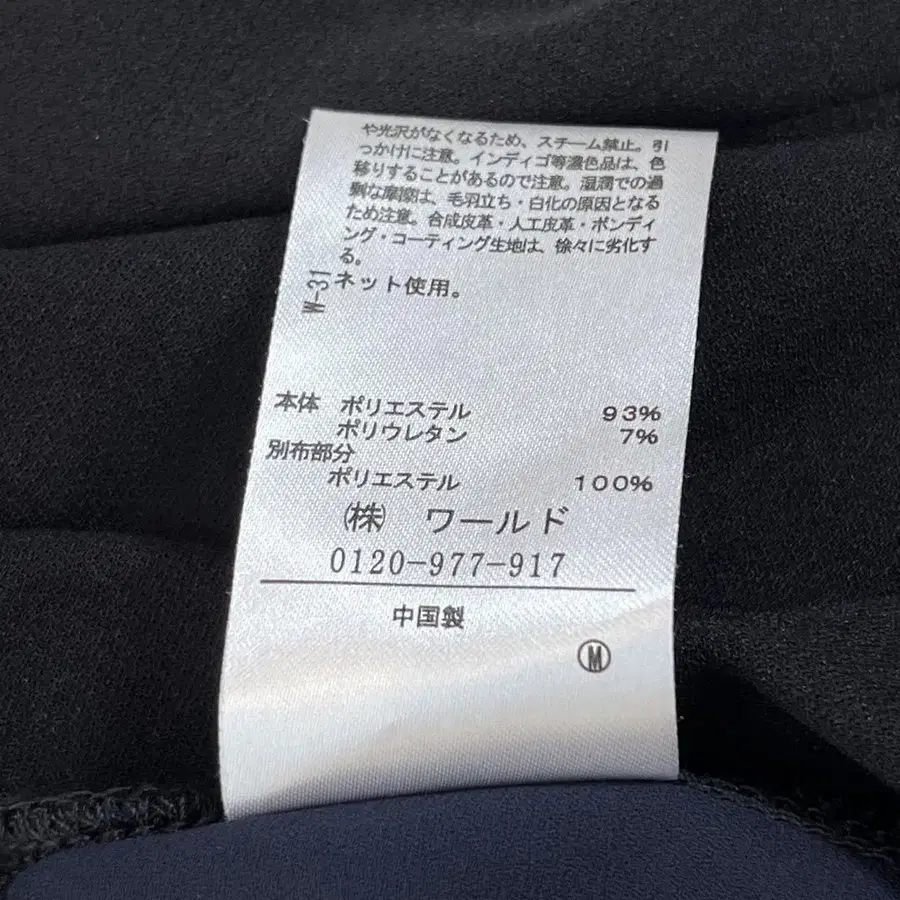 や光沢がなくなるため、スチーム禁止。引
っかけに注意。インディゴ等濃色品は、色
移りすることがあるので注意。湿潤での過
剰な摩擦は、毛羽立ち・白化の原因となる
ため注意。合成皮革・人工皮革・ボンディ
ング・コーティング生地は、徐々に劣化す
る。
W-31 ネット使用。
本体 ポリエステル 93%
ポリウレタン 7%
別布部分
ポリエステル 100%
㈱ ワールド
0120-977-917
中国製
Ⓜ